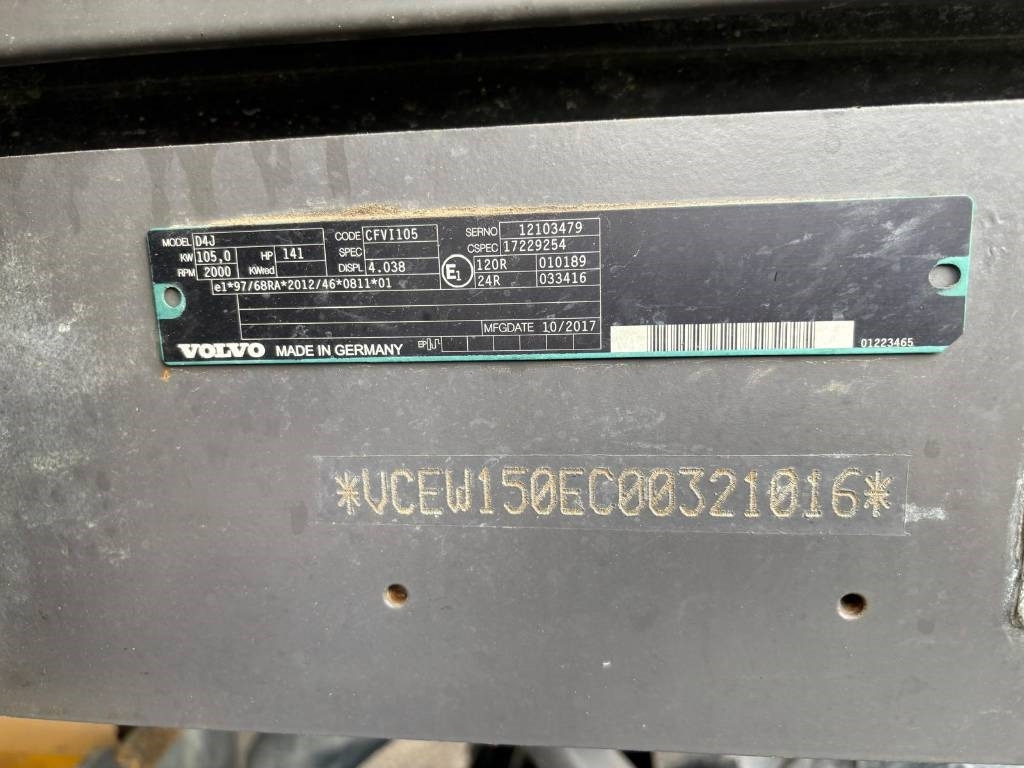 MODEL D4J CODE CFVI105 SERNO 12103479
KW 105,0 HP 141 SPEC CSPEC 17229254
RPM 2000 KWred DISPL 4.038 E1 120R 010189
24R 033416
e1*97/68RA*2012/46*0811*01
MFGDATE 10/2017
VOLVO MADE IN GERMANY EP 01223465
*VCEW150EC00321016*